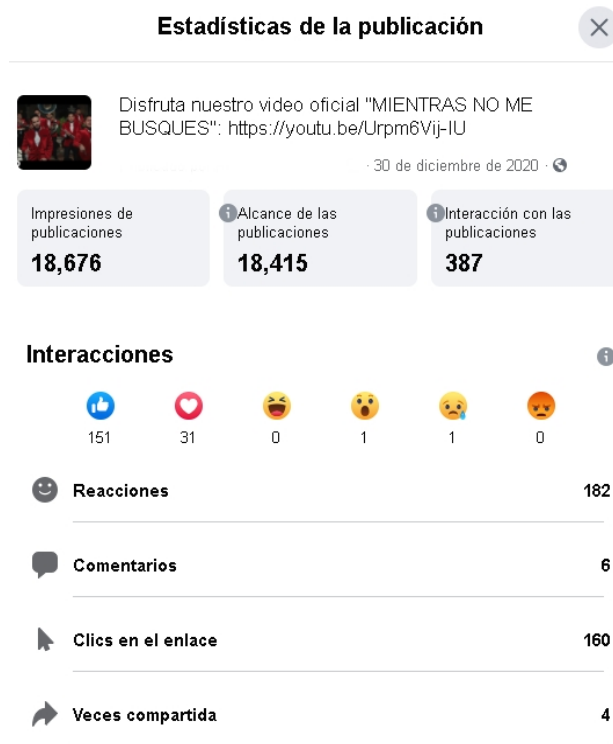 Estadísticas de la publicación
Disfruta nuestro video oficial "MIENTRAS NO ME
BUSQUES": https://youtu.be/Urpm6Vij-IU
· 30 de diciembre de 2020 ·
Impresiones de
publicaciones
18,676
Alcance de las
publicaciones
18,415
Interacción con las
publicaciones
387
Interacciones
151 31 0 1 1 0
Reacciones 182
Comentarios 6
Clics en el enlace 160
Veces compartida 4